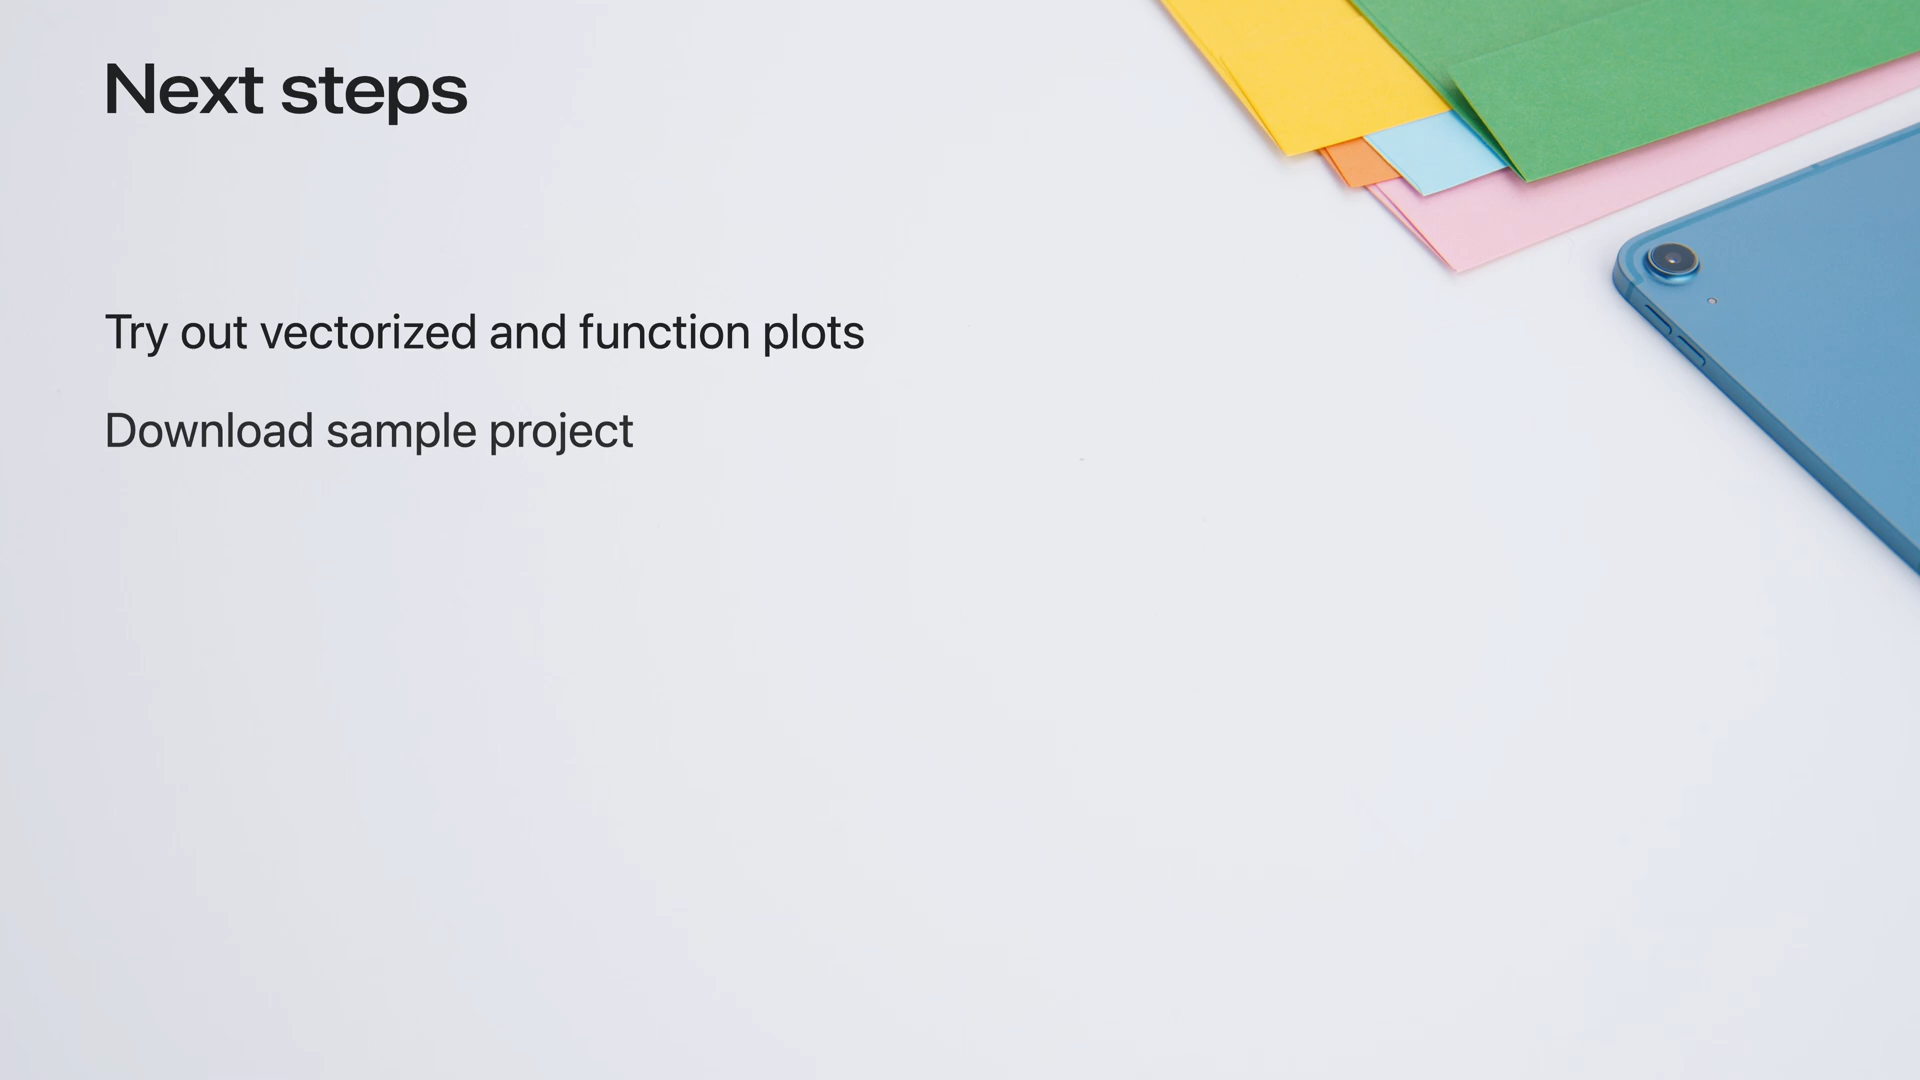 Next steps
Try out vectorized and function plots
Download sample project